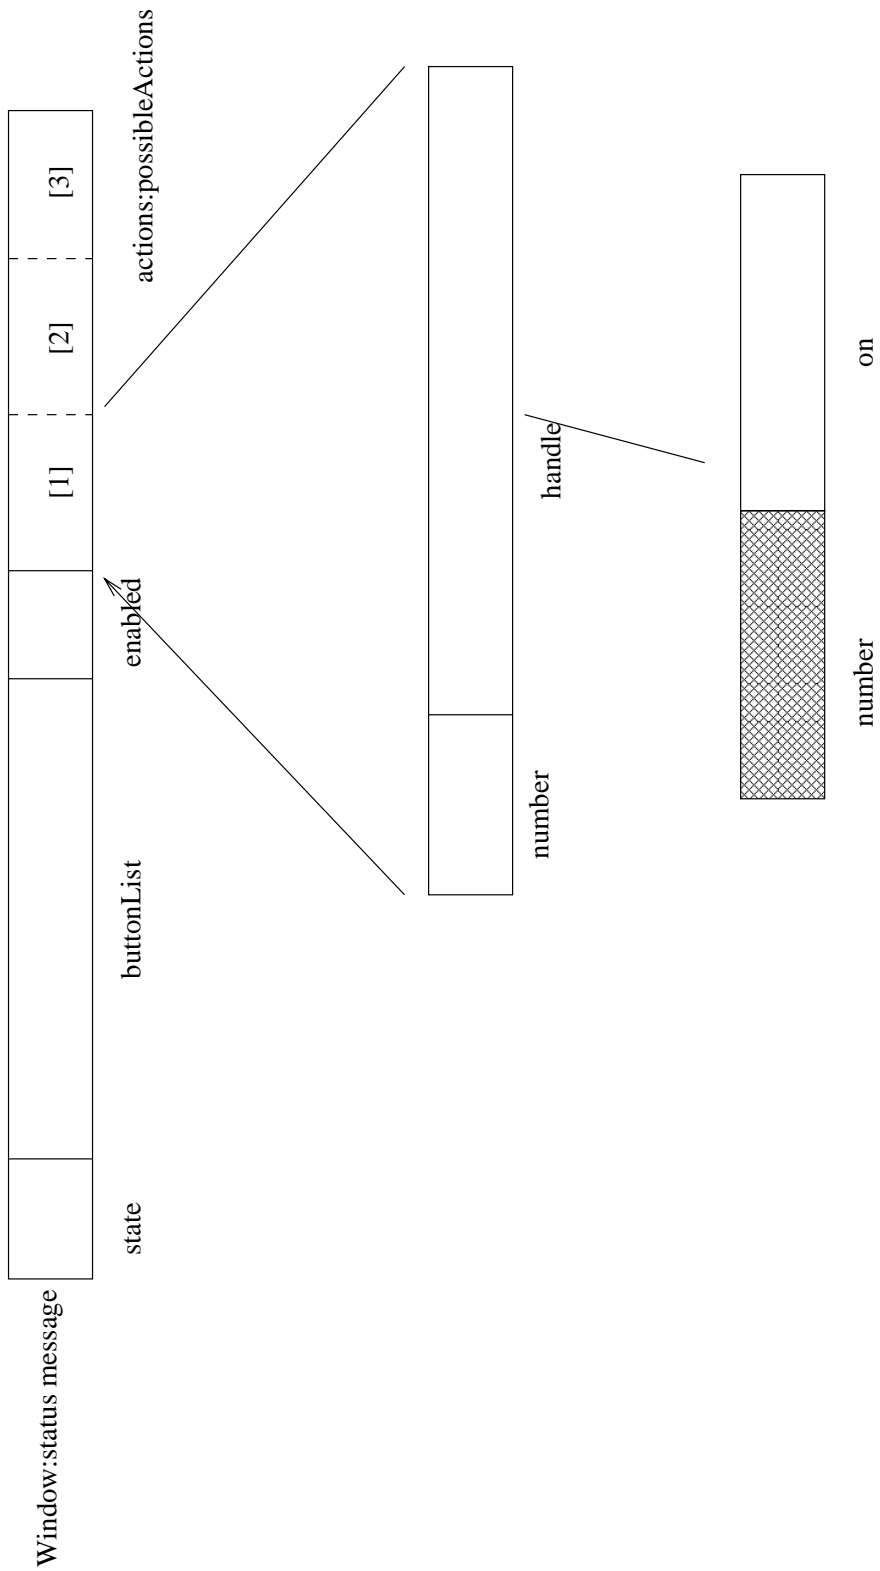 Window:status message
state
buttonList
enabled
[1]
[2]
[3]
actions:possibleActions
number
handle
number
on